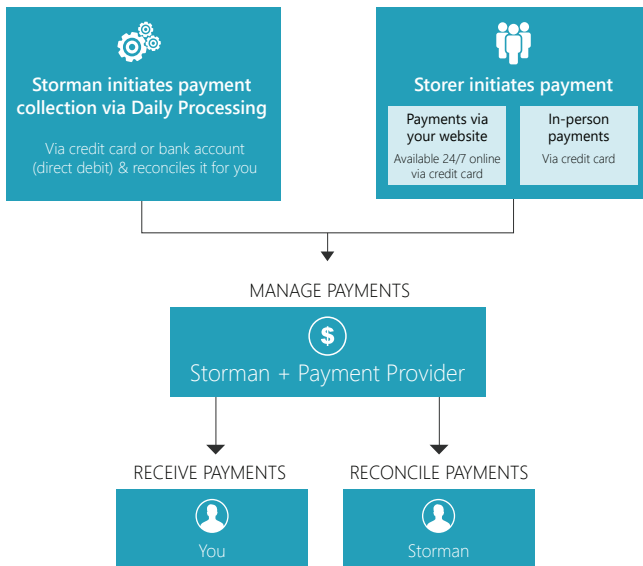 Storman initiates payment
collection via Daily Processing
Via credit card or bank account
(direct debit) & reconciles it for you
Storer initiates payment
Payments via
your website
Available 24/7 online
via credit card
In-person
payments
Via credit card
MANAGE PAYMENTS
$
Storman + Payment Provider
RECEIVE PAYMENTS
You
RECONCILE PAYMENTS
Storman